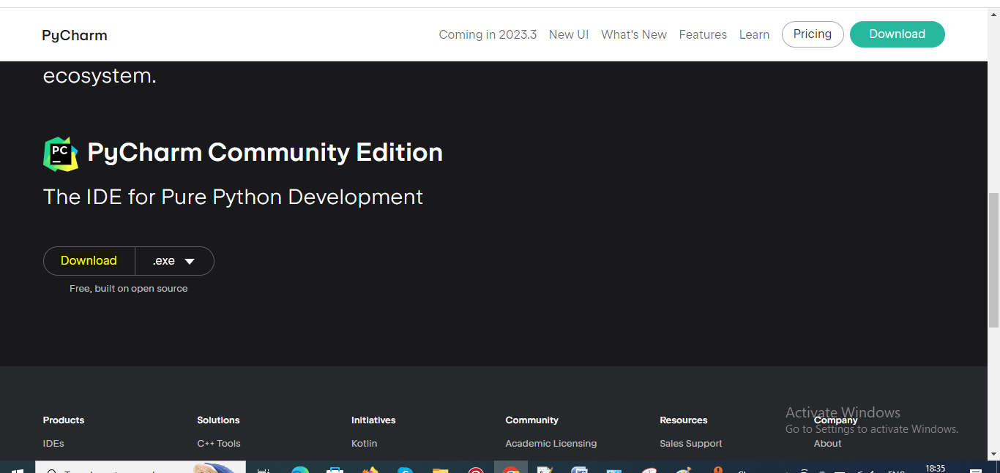 PyCharm
Coming in 2023.3 New UI What's New Features Learn Pricing Download
ecosystem.
PC
PyCharm Community Edition
The IDE for Pure Python Development
Download .exe
Free, built on open source
Activate Windows
Go to Settings to activate Windows.
Products Solutions Initiatives Community Resources Company
IDEs C++ Tools Kotlin Academic Licensing Sales Support About
18:35